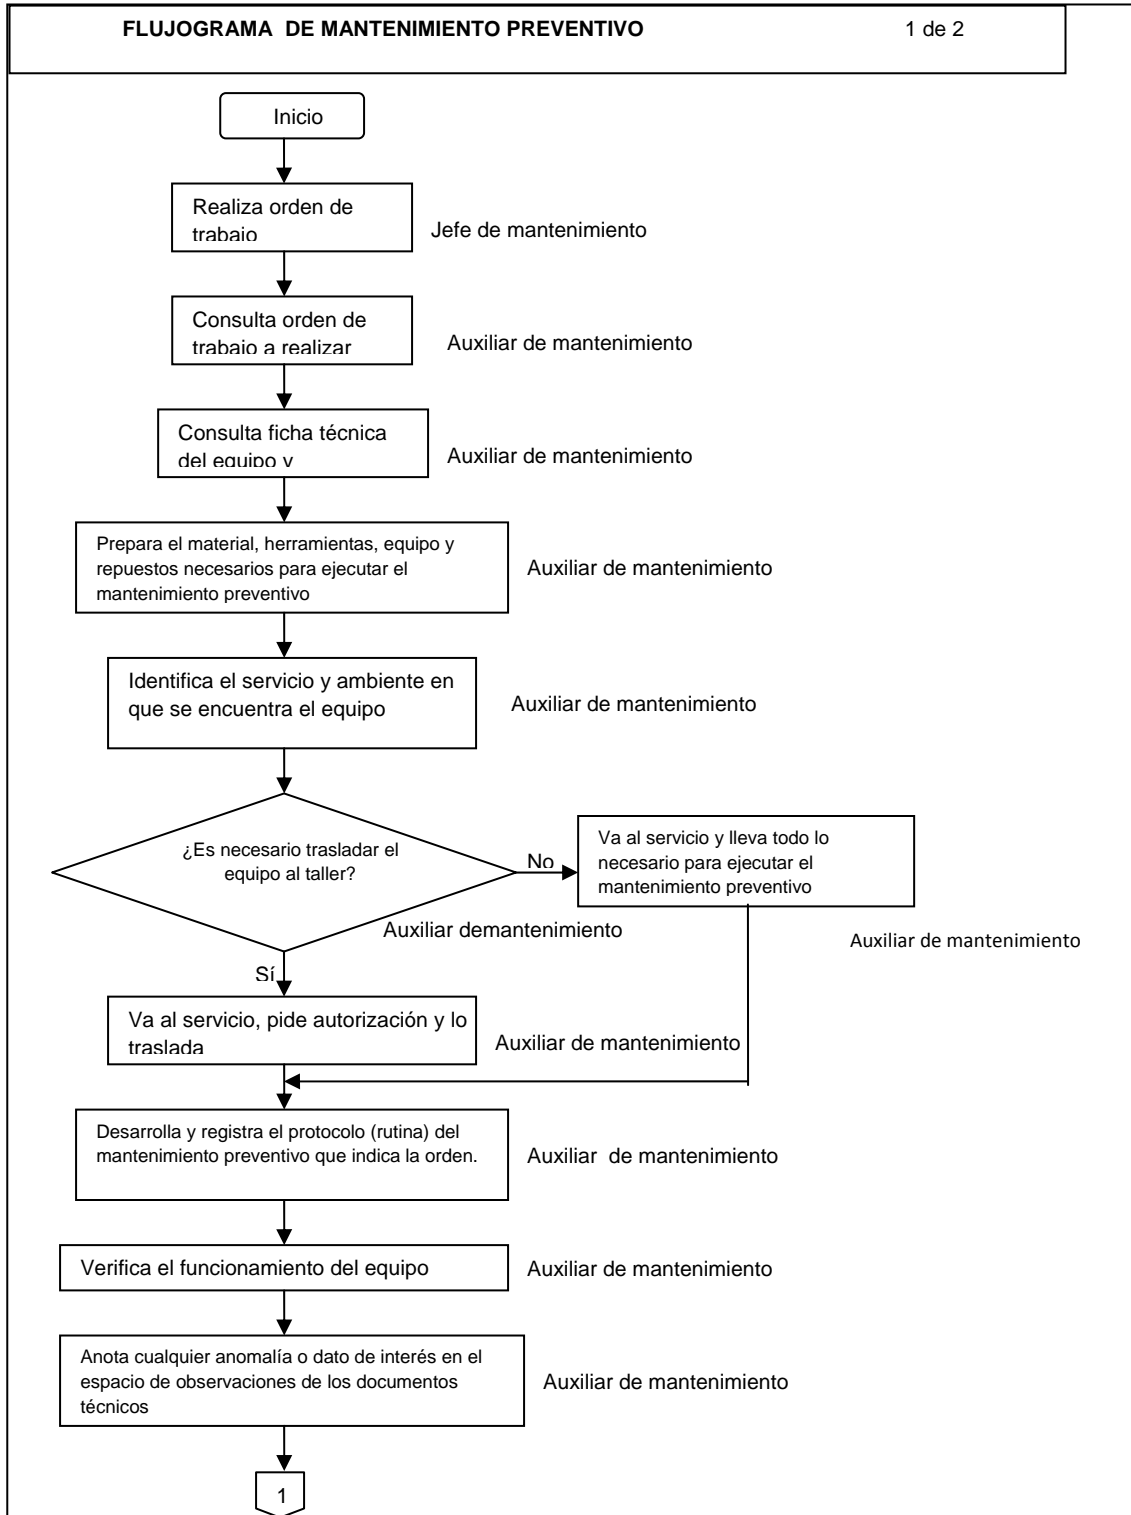 FLUJOGRAMA DE MANTENIMIENTO PREVENTIVO 1 de 2
Inicio
Realiza orden de
trabajo
Jefe de mantenimiento
Consulta orden de
trabajo a realizar
Auxiliar de mantenimiento
Consulta ficha técnica
del equipo y
Auxiliar de mantenimiento
Prepara el material, herramientas, equipo y
repuestos necesarios para ejecutar el
mantenimiento preventivo
Auxiliar de mantenimiento
Identifica el servicio y ambiente en
que se encuentra el equipo
Auxiliar de mantenimiento
¿Es necesario trasladar el
equipo al taller?
No
Va al servicio y lleva todo lo
necesario para ejecutar el
mantenimiento preventivo
Auxiliar demantenimiento
Auxiliar de mantenimiento
Sí
Va al servicio, pide autorización y lo
traslada
Auxiliar de mantenimiento
Desarrolla y registra el protocolo (rutina) del
mantenimiento preventivo que indica la orden.
Auxiliar de mantenimiento
Verifica el funcionamiento del equipo
Auxiliar de mantenimiento
Anota cualquier anomalía o dato de interés en el
espacio de observaciones de los documentos
técnicos
Auxiliar de mantenimiento
1